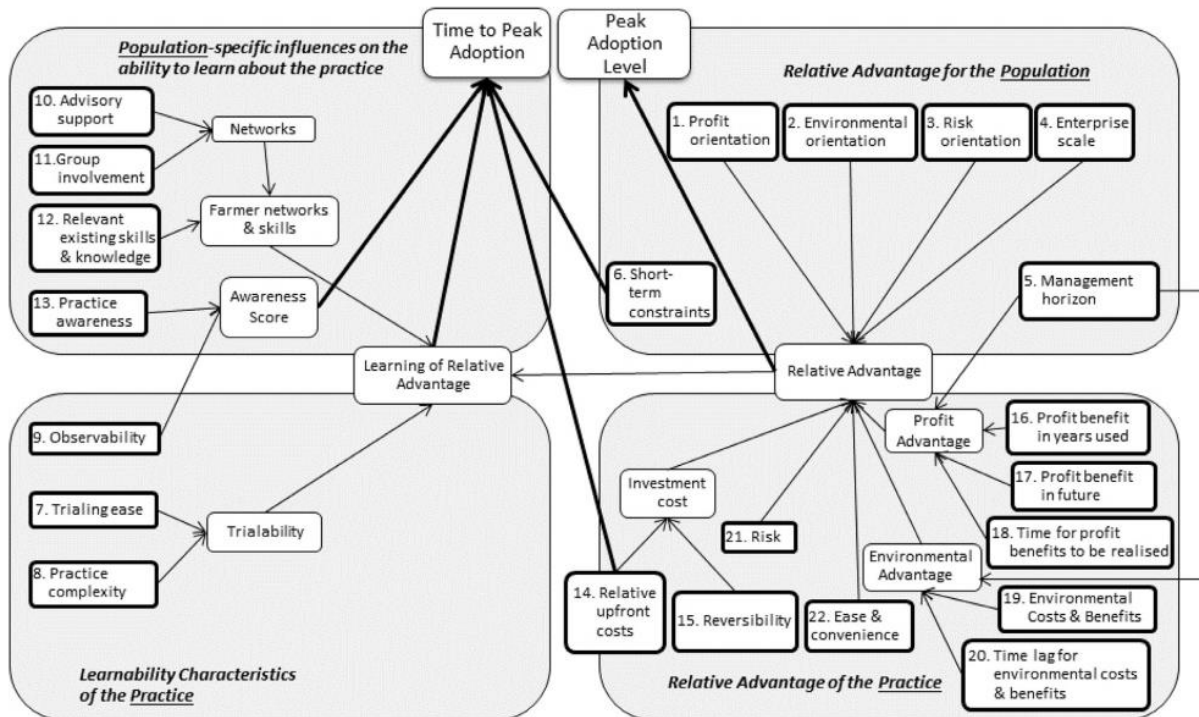 Population-specific influences on the
ability to learn about the practice
Time to Peak
Adoption
Peak
Adoption
Level
Relative Advantage for the Population
10. Advisory
support
Networks
11.Group
involvement
12. Relevant
existing skills
& knowledge
Farmer networks
& skills
13. Practice
awareness
Awareness
Score
1. Profit
orientation
2. Environmental
orientation
3. Risk
orientation
4. Enterprise
scale
6. Short-
term
constraints
5. Management
horizon
Learning of Relative
Advantage
Relative Advantage
9. Observability
7. Trialing ease
Trialability
8. Practice
complexity
Learnability Characteristics
of the Practice
Profit
Advantage
16. Profit benefit
in years used
17. Profit benefit
in future
18. Time for profit
benefits to be realised
Investment
cost
21. Risk
Environmental
Advantage
14. Relative
upfront
costs
15. Reversibility
22. Ease &
convenience
19. Environmental
Costs & Benefits
20. Time lag for
environmental costs
& benefits
Relative Advantage of the Practice